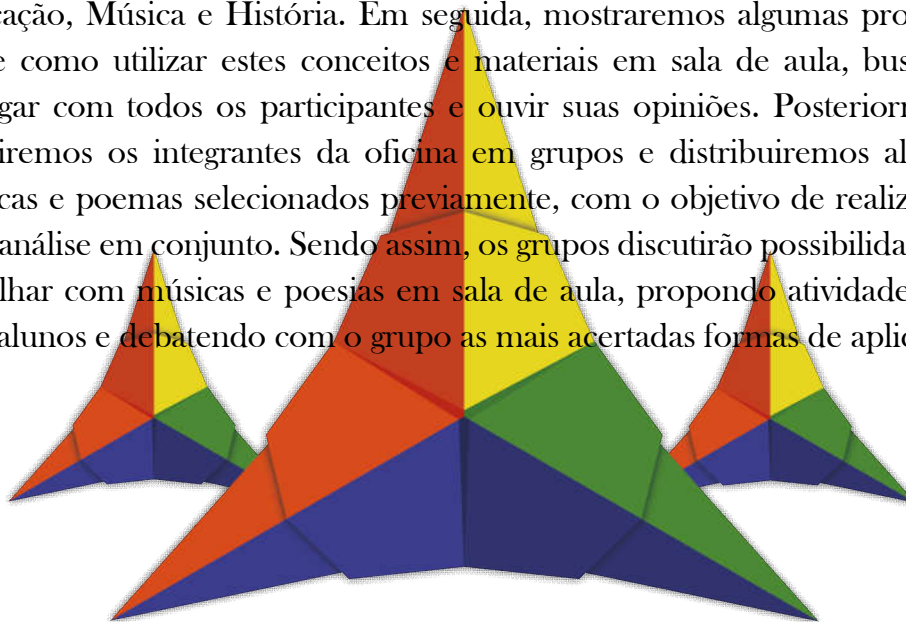 cação, Música e História. Em seguida, mostraremos algumas pro
e como utilizar estes conceitos e materiais em sala de aula, bus
gar com todos os participantes e ouvir suas opiniões. Posteriorn
iremos os integrantes da oficina em grupos e distribuiremos al
cas e poemas selecionados previamente, com o objetivo de realiz
análise em conjunto. Sendo assim, os grupos discutirão possibilida
lhar com músicas e poesias em sala de aula, propondo atividade
alunos e debatendo com o grupo as mais acertadas formas de aplic